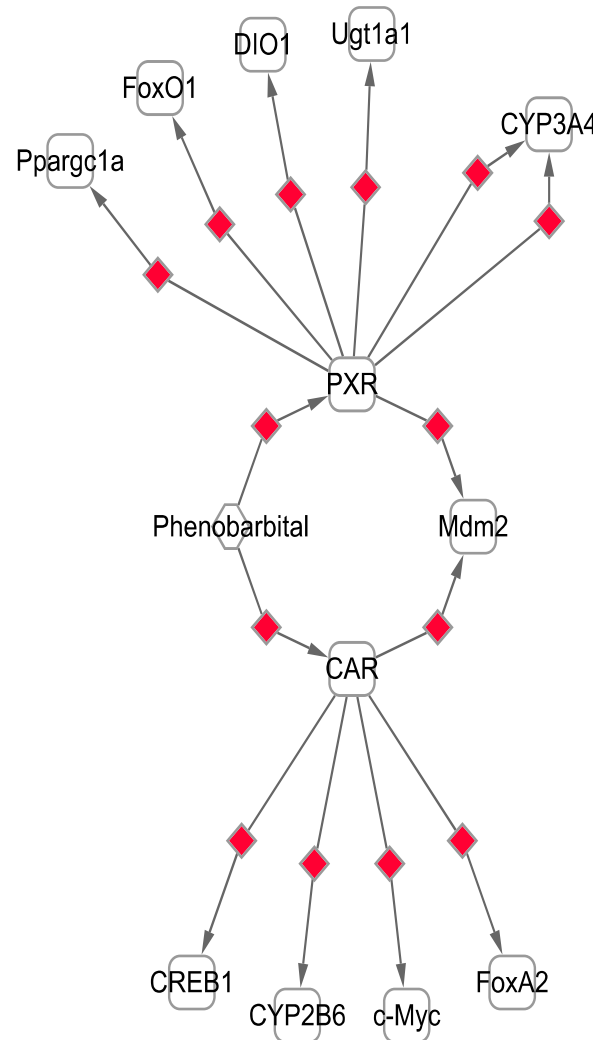 Ugt1a1
DIO1
FoxO1
CYP3A4
Ppargc1a
PXR
Phenobarbital
Mdm2
CAR
CREB1
FoxA2
CYP2B6
c-Myc